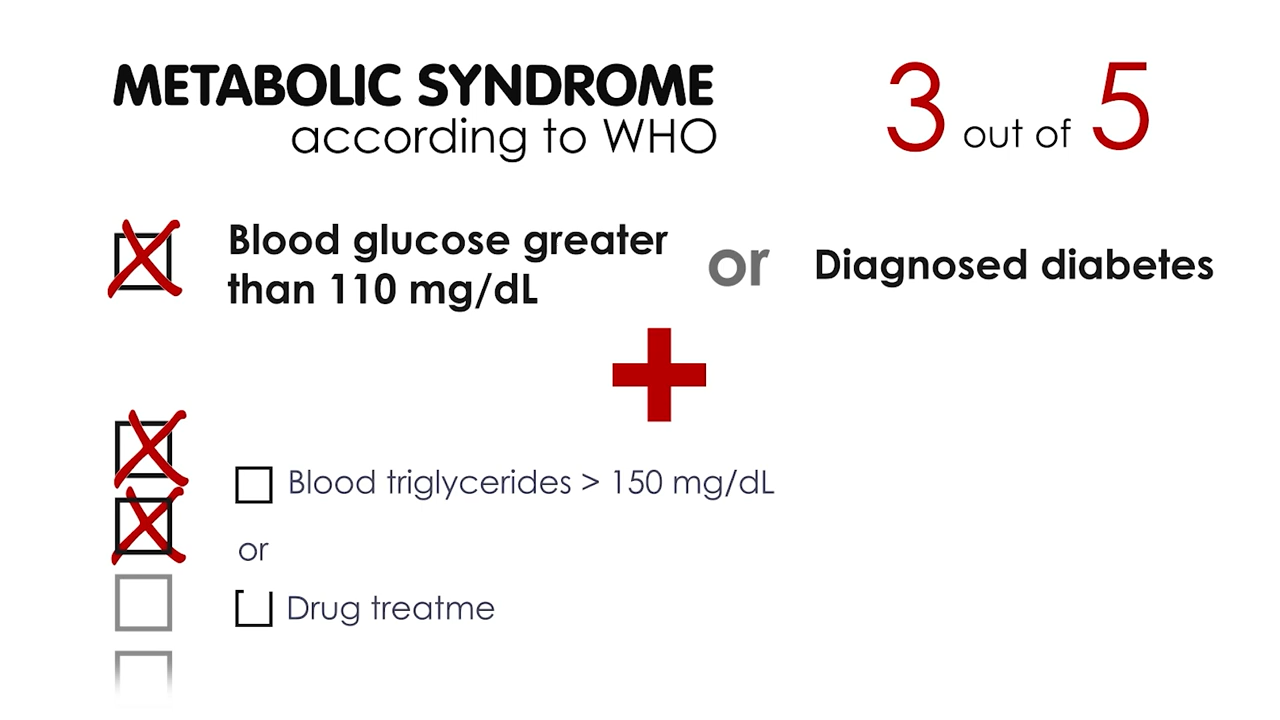 METABOLIC SYNDROME
according to WHO
3 out of 5
Blood glucose greater
than 110 mg/dL
or
Diagnosed diabetes
+
Blood triglycerides > 150 mg/dL
or
Drug treatme